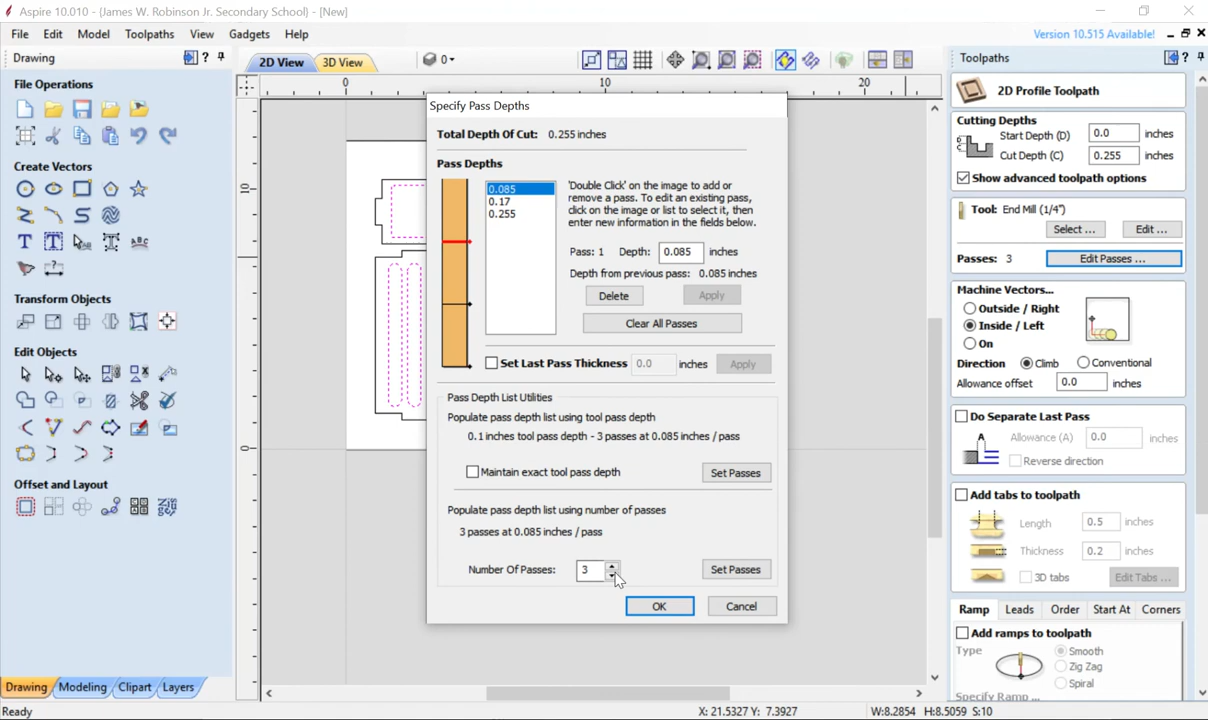 Aspire 10.010 - {James W. Robinson Jr. Secondary School} - [New]
File Edit Model Toolpaths View Gadgets Help
Version 10.515 Available!
Drawing
?
2D View
3D View
0
Toolpaths
?
File Operations
Create Vectors
Transform Objects
Edit Objects
Offset and Layout
Drawing Modeling Clipart Layers
Ready
0
10
20
10
0
Specify Pass Depths
Total Depth Of Cut: 0.255 inches
Pass Depths
0.085
0.17
0.255
'Double Click' on the image to add or
remove a pass. To edit an existing pass,
click on the image or list to select it, then
enter new information in the fields below.
Pass: 1 Depth: 0.085 inches
Depth from previous pass: 0.085 inches
Delete Apply
Clear All Passes
Set Last Pass Thickness 0.0 inches Apply
Pass Depth List Utilities
Populate pass depth list using tool pass depth
0.1 inches tool pass depth - 3 passes at 0.085 inches / pass
Maintain exact tool pass depth Set Passes
Populate pass depth list using number of passes
3 passes at 0.085 inches / pass
Number Of Passes: 3 Set Passes
OK Cancel
2D Profile Toolpath
Cutting Depths
Start Depth (D) 0.0 inches
Cut Depth (C) 0.255 inches
Show advanced toolpath options
Tool: End Mill (1/4")
Select ... Edit ...
Passes: 3 Edit Passes ...
Machine Vectors...
Outside / Right
Inside / Left
On
Direction Climb Conventional
Allowance offset 0.0 inches
Do Separate Last Pass
A Allowance (A) 0.0 inches
Reverse direction
Add tabs to toolpath
Length 0.5 inches
Thickness 0.2 inches
3D tabs Edit Tabs ...
Ramp Leads Order Start At Corners
Add ramps to toolpath
Type Smooth
Zig Zag
Spiral
Specify Ramp ...
X: 21.5327 Y: 7.3927
W:8.2854 H:8.5059 S:10